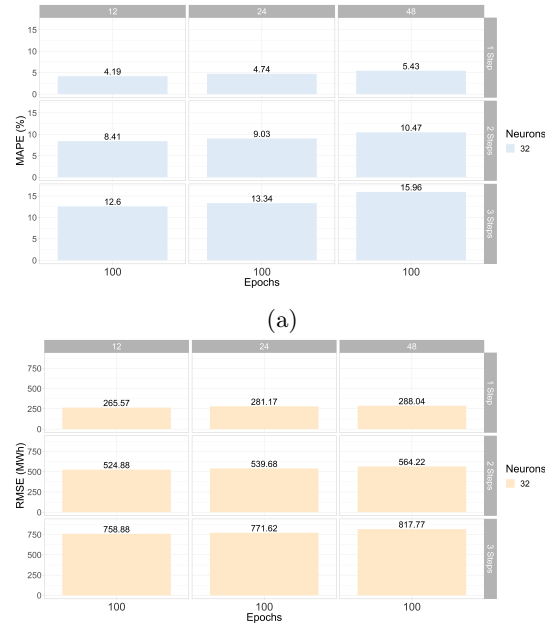 12 24 48
15
10
5
0
4.19 4.74 5.43
1 Step
15
10
5
0
8.41 9.03 10.47
2 Steps
15
10
5
0
12.6 13.34 15.96
3 Steps
MAPE (%)
100 100 100
Epochs
Neurons
32
(a)
12 24 48
750
500
250
0
265.57 281.17 288.04
1 Step
750
500
250
0
524.88 539.68 564.22
2 Steps
750
500
250
0
758.88 771.62 817.77
3 Steps
RMSE (MWh)
100 100 100
Epochs
Neurons
32